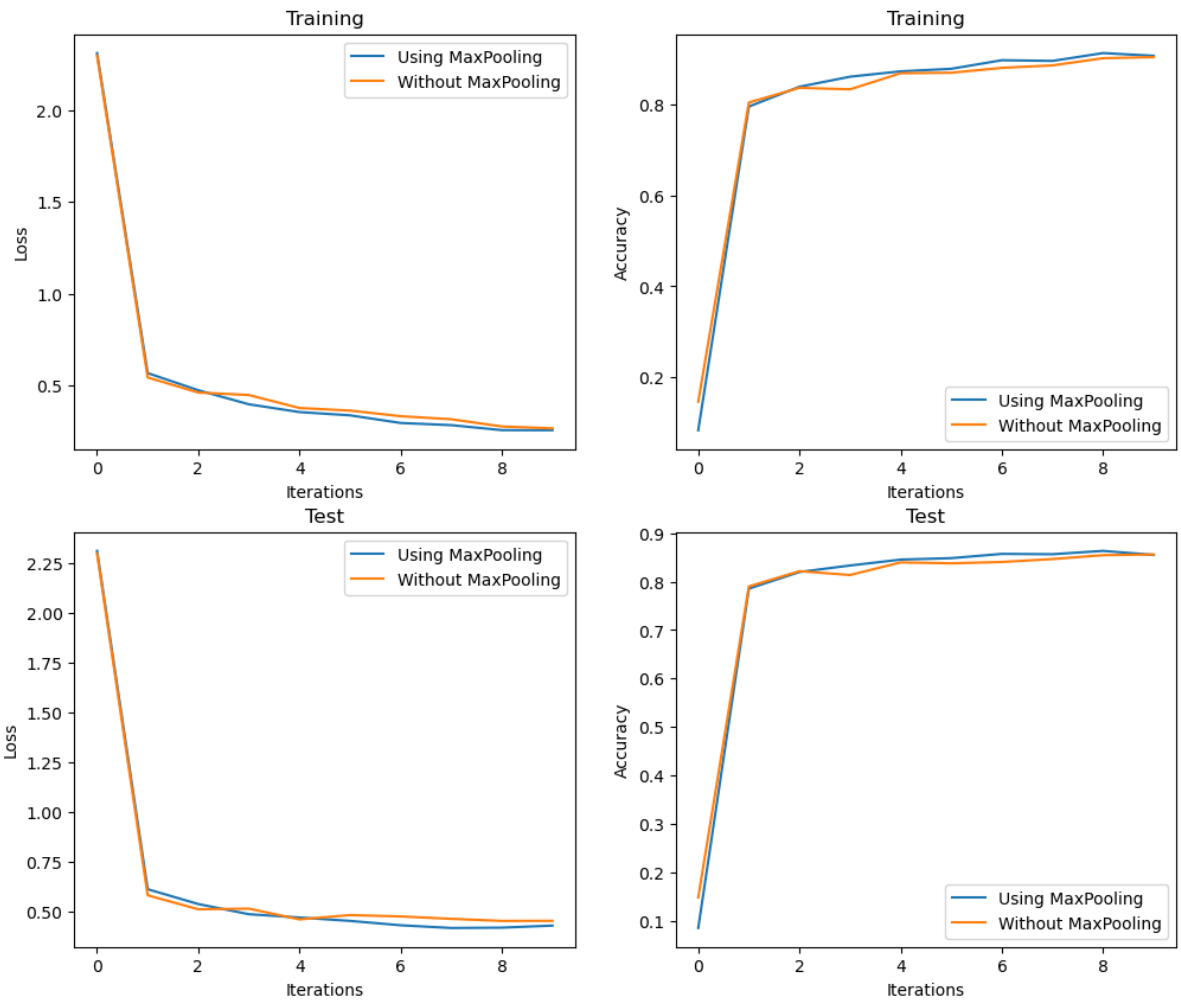 Training
Using MaxPooling
Without MaxPooling
2.0
1.5
1.0
0.5
Loss
0 2 4 6 8
Iterations
Training
0.8
0.6
0.4
0.2
Accuracy
Using MaxPooling
Without MaxPooling
0 2 4 6 8
Iterations
Test
Using MaxPooling
Without MaxPooling
2.25
2.00
1.75
1.50
1.25
1.00
0.75
0.50
Loss
0 2 4 6 8
Iterations
Test
0.9
0.8
0.7
0.6
0.5
0.4
0.3
0.2
0.1
Accuracy
Using MaxPooling
Without MaxPooling
0 2 4 6 8
Iterations